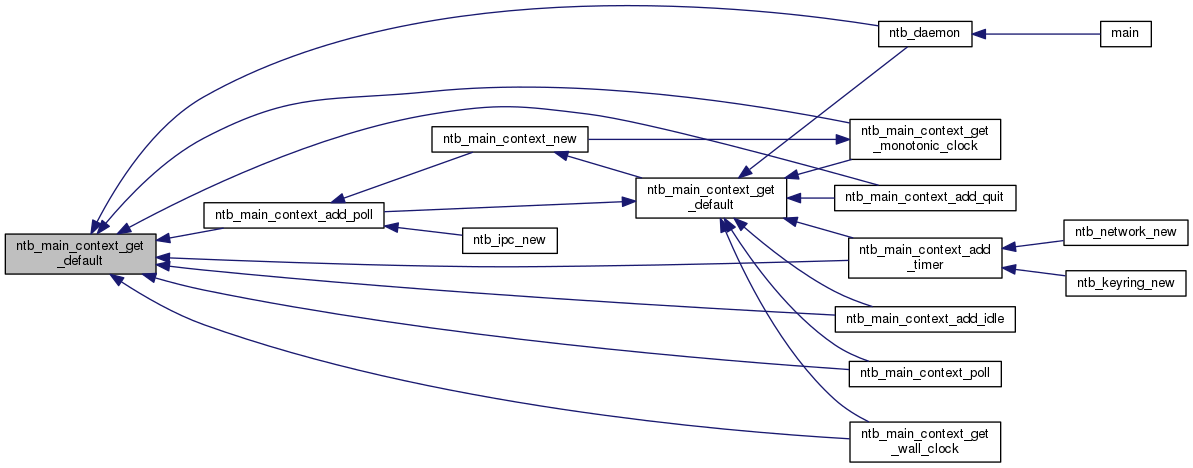 ntb_main_context_get
_default
ntb_main_context_add_poll
ntb_main_context_new
ntb_ipc_new
ntb_main_context_get
_default
ntb_daemon
main
ntb_main_context_get
_monotonic_clock
ntb_main_context_add_quit
ntb_main_context_add
_timer
ntb_network_new
ntb_keyring_new
ntb_main_context_add_idle
ntb_main_context_poll
ntb_main_context_get
_wall_clock